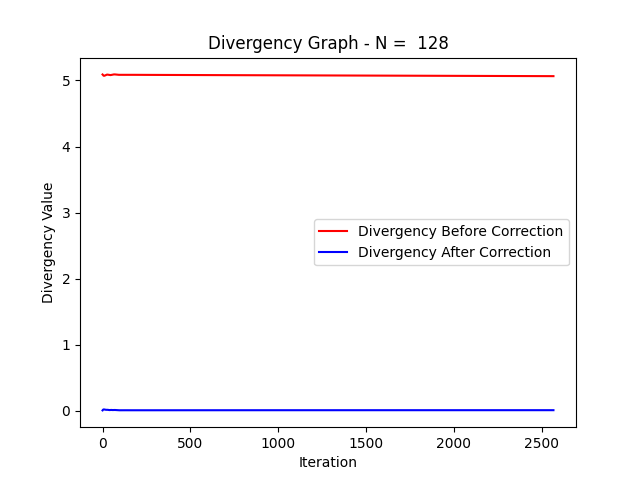 Divergency Graph - N =  128
Divergency Value
5
4
3
2
1
0
Divergency Before Correction
Divergency After Correction
0
500
1000
1500
2000
2500
Iteration